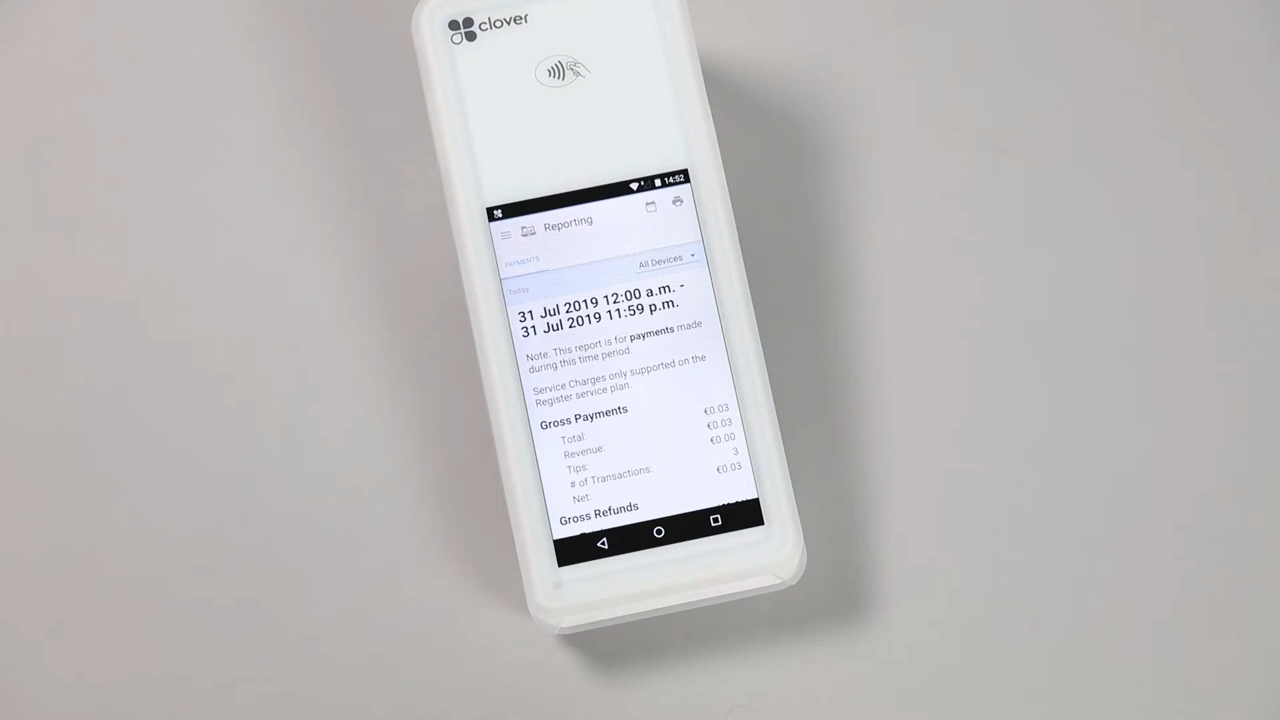 clover
14:52
Reporting
PAYMENTS
All Devices
Today
31 Jul 2019 12:00 a.m. -
31 Jul 2019 11:59 p.m.
Note: This report is for payments made
during this time period.
Service Charges only supported on the
Register service plan.
Gross Payments
Total: €0.03
Revenue: €0.03
Tips: €0.00
# of Transactions: 3
Net: €0.03
Gross Refunds